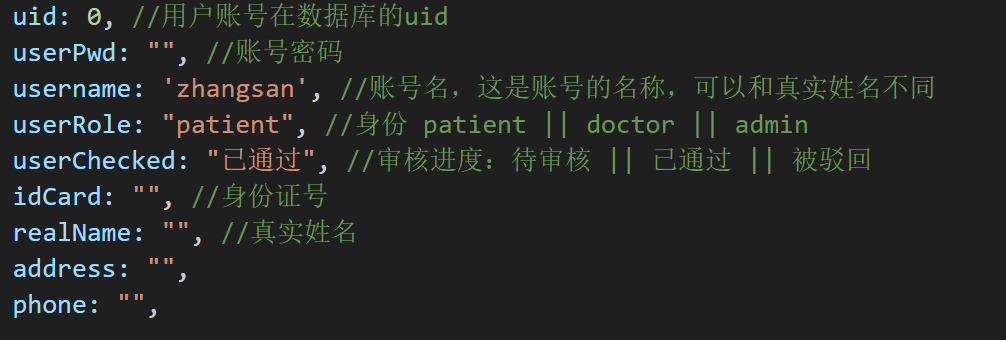 uid: 0, //用户账号在数据库的uid
userPwd: "", //账号密码
username: 'zhangsan', //账号名，这是账号的名称，可以和真实姓名不同
userRole: "patient", //身份 patient || doctor || admin
userChecked: "已通过", //审核进度：待审核 || 已通过 || 被驳回
idCard: "", //身份证号
realName: "", //真实姓名
address: "",
phone: "",